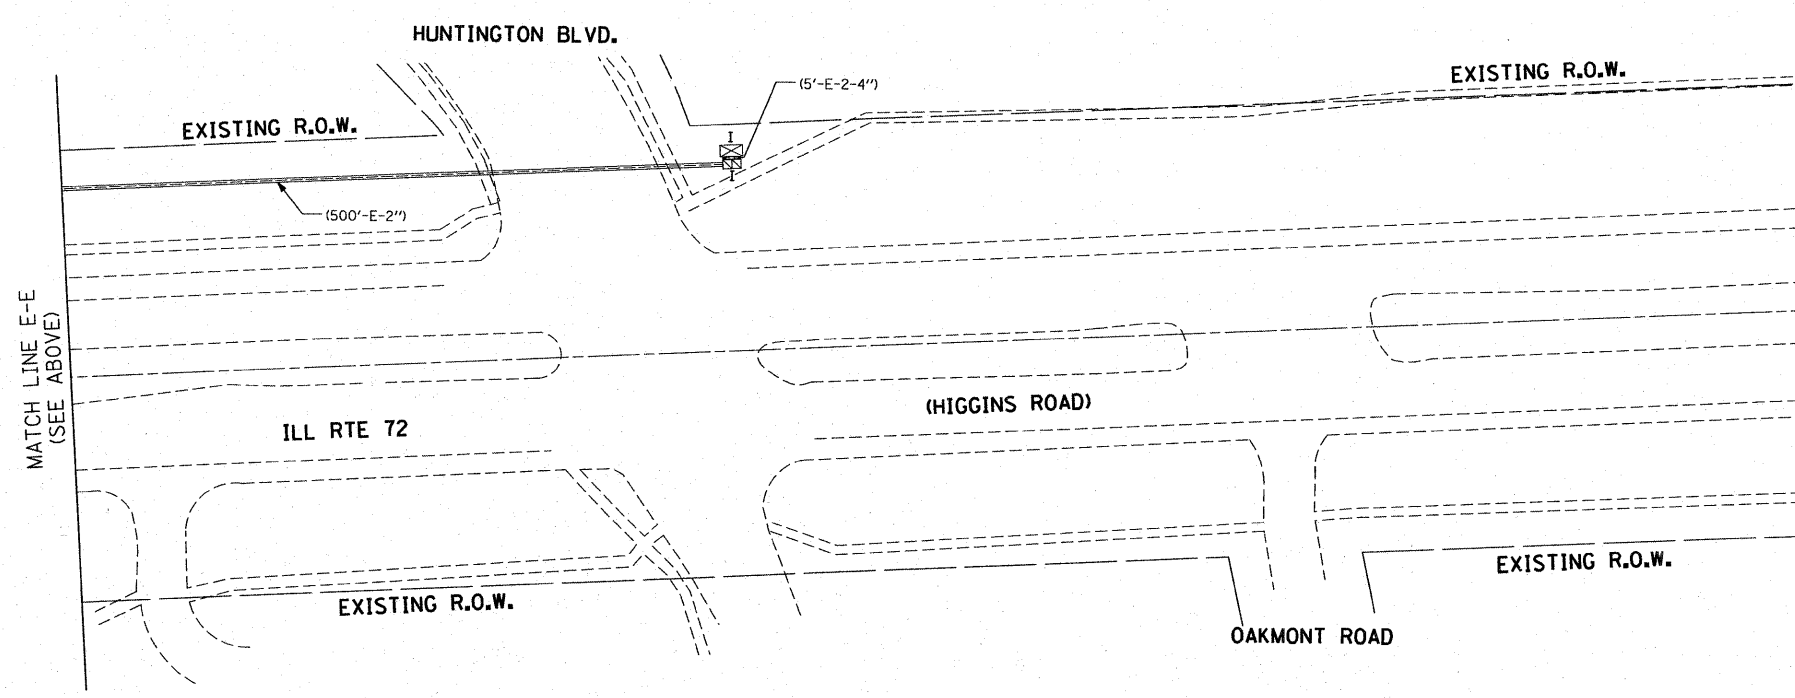 HUNTINGTON BLVD.
EXISTING R.O.W.
(5'-E-2-4")
EXISTING R.O.W.
I
I
(500'-E-2")
MATCH LINE E-E
(SEE ABOVE)
(HIGGINS ROAD)
ILL RTE 72
EXISTING R.O.W.
EXISTING R.O.W.
OAKMONT ROAD